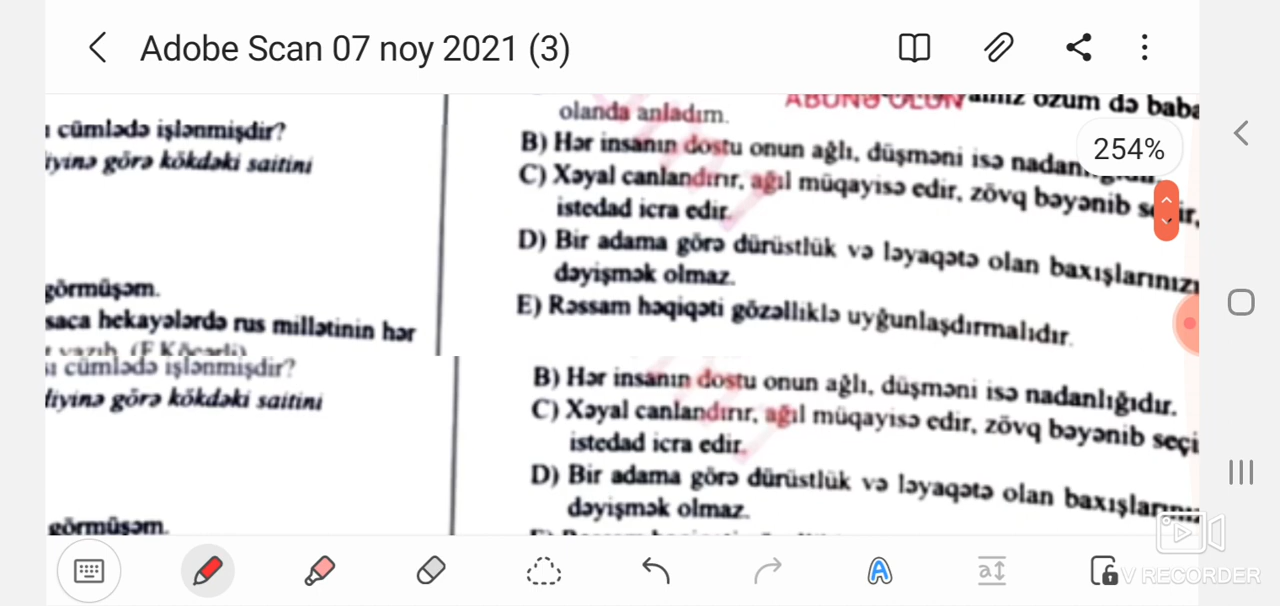 Adobe Scan 07 noy 2021 (3)
254%
cümlədə işlənmişdir?
iyinə görə kökdəki saitini
görmüşəm.
saca hekayələrdə rus millətinin hər
yazıb. (F.Köçərli)
cümlədə işlənmişdir?
liyinə görə kökdəki saitini
görmüşəm.
ABUNƏ OLUN
özüm də baba
olanda anladım.
B) Hər insanın dostu onun ağlı, düşməni isə
C) Xəyal canlandırır, ağıl müqayisə edir, zövq bəyənib
istedad icra edir.
D) Bir adama görə dürüstlük və ləyaqətə olan baxışlarınızı
dəyişmək olmaz.
E) Rəssam həqiqəti gözəlliklə uyğunlaşdırmalıdır.
B) Hər insanın dostu onun ağlı, düşməni isə nadanlığıdır.
C) Xəyal canlandırır, ağıl müqayisə edir, zövq bəyənib seçi
istedad icra edir.
D) Bir adama görə dürüstlük və ləyaqətə olan
dəyişmək olmaz.
V RECORDER